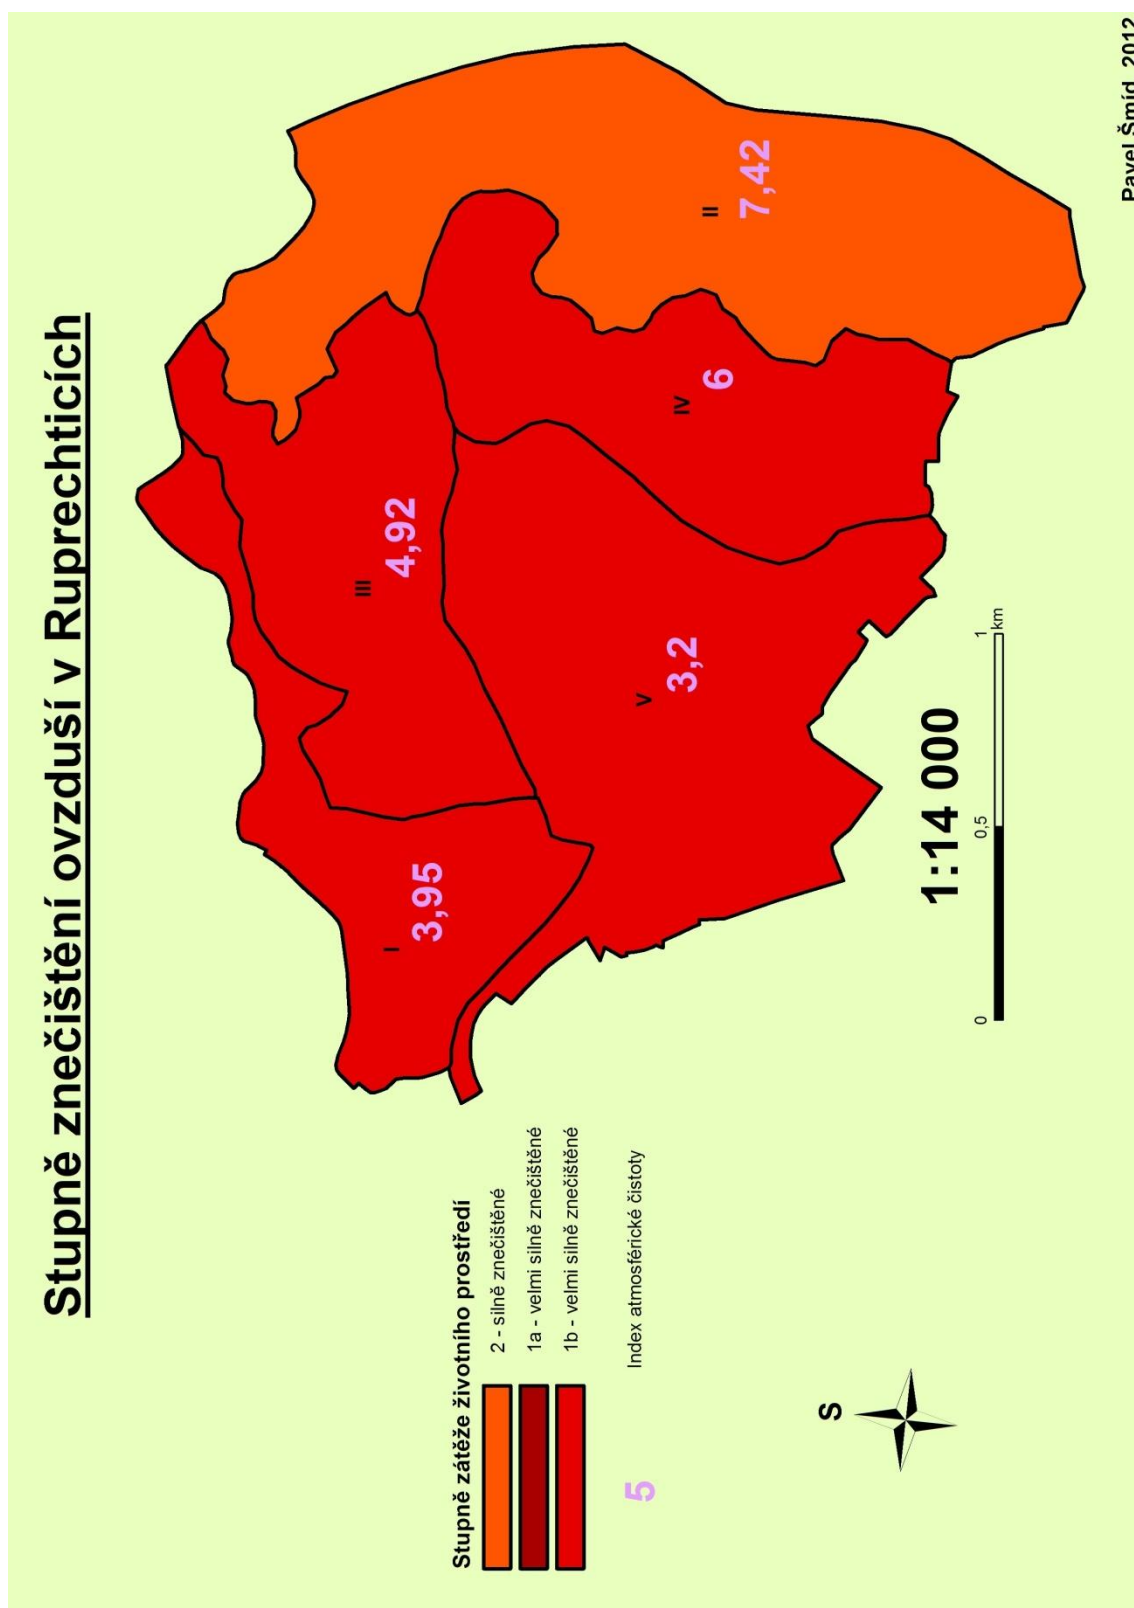 Stupně znečištění ovzduší v Ruprechticích
I
3,95
III
4,92
II
7,42
IV
6
V
3,2
Stupně zátěže životního prostředí
2 - silně znečištěné
1a - velmi silně znečištěné
1b - velmi silně znečištěné
5 Index atmosférické čistoty
S
1:14 000
0 0,5 1 km
Pavel Šmíd, 2012